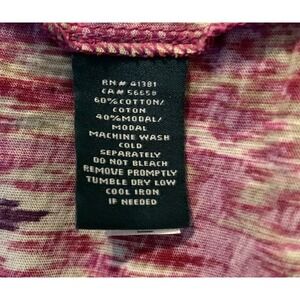 RN# 41381
CA# 56658
60%COTTON/
COTON
40%MODAL/
MODAL
MACHINE WASH
COLD
SEPARATELY
DO NOT BLEACH
REMOVE PROMPTLY
TUMBLE DRY LOW
COOL IRON
IF NEEDED